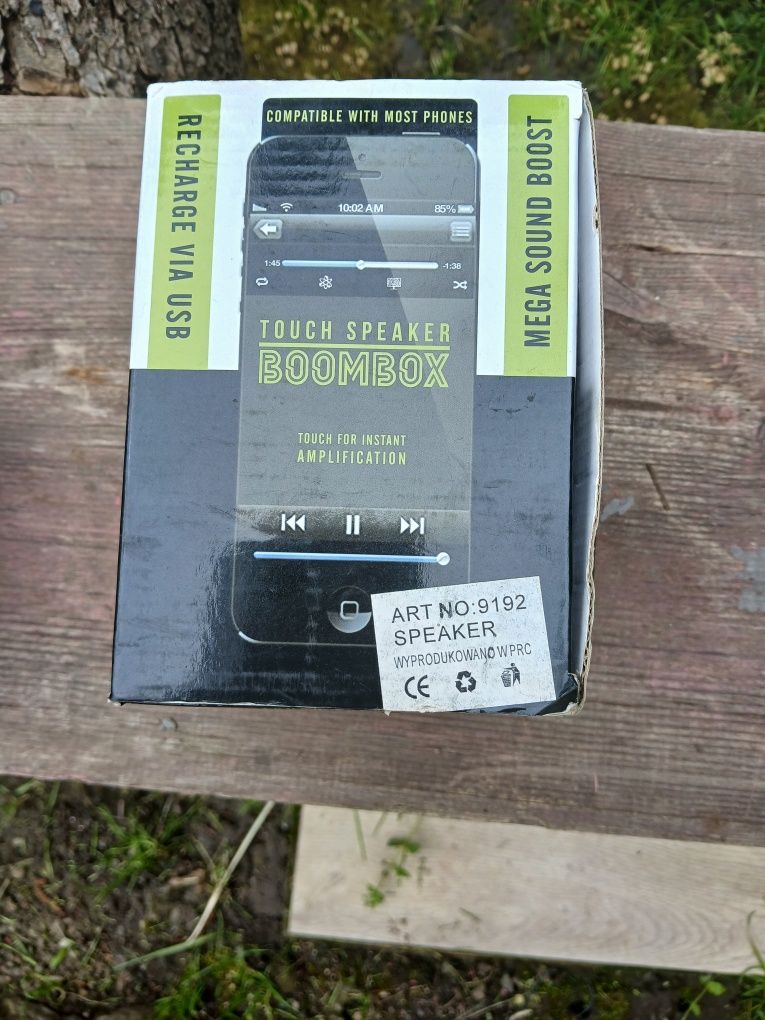 COMPATIBLE WITH MOST PHONES
RECHARGE VIA USB
MEGA SOUND BOOST
10:02 AM
85%
1:45
-1:38
TOUCH SPEAKER
BOOMBOX
TOUCH FOR INSTANT
AMPLIFICATION
ART NO:9192
SPEAKER
WYPRODUKOWANO W PRC
CE